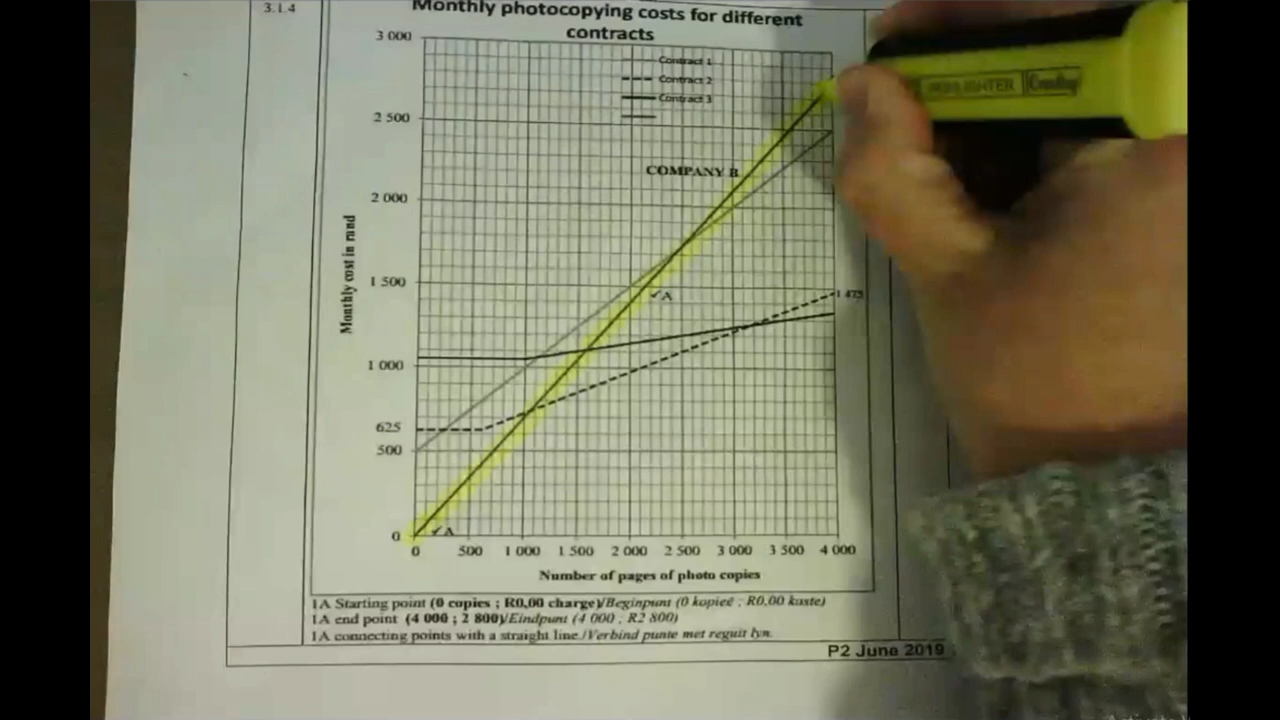 3.1.4
Monthly photocopying costs for different
contracts
3 000
Contract 1
Contract 2
Contract 3
2 500
COMPANY B
2 000
Monthly cost in rand
1 500
✓A
1 475
1 000
625
500
0
✓A
0 500 1 000 1 500 2 000 2 500 3 000 3 500 4 000
Number of pages of photo copies
1A Starting point (0 copies ; R0,00 charge)/Beginpunt (0 kopieë ; R0,00 koste)
1A end point (4 000 ; 2 800)/Eindpunt (4 000 ; R2 800)
1A connecting points with a straight line./Verbind punte met reguit lyn.
P2 June 2019
HIGHLIGHTER